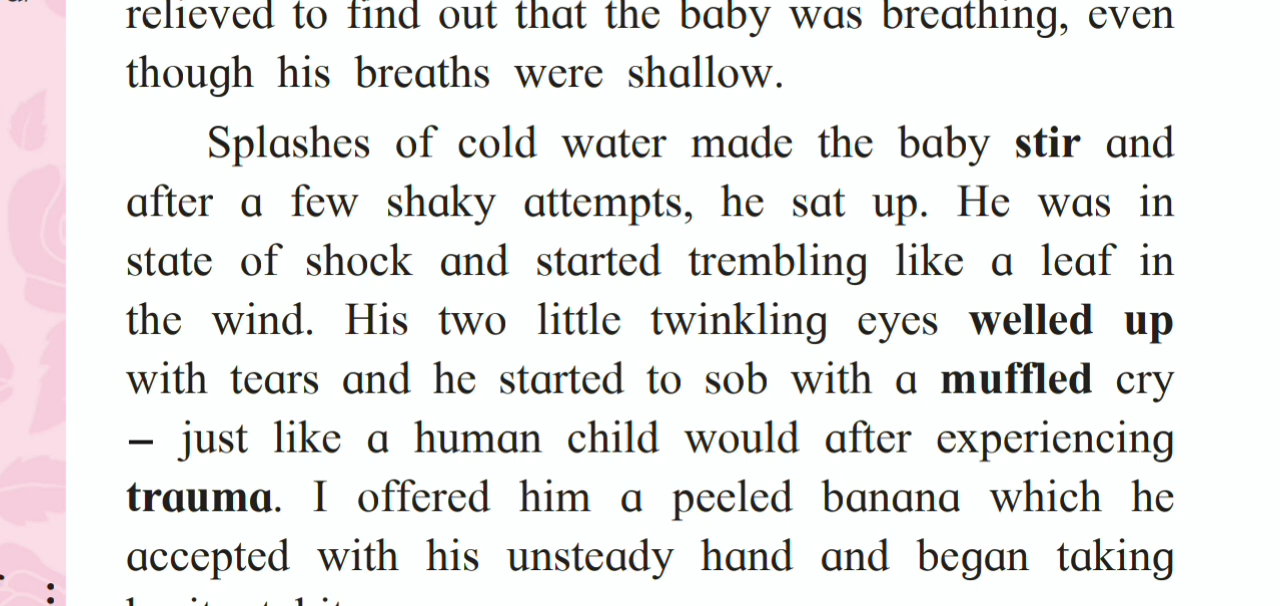 relieved to find out that the baby was breathing, even
though his breaths were shallow.
Splashes of cold water made the baby stir and
after a few shaky attempts, he sat up. He was in
state of shock and started trembling like a leaf in
the wind. His two little twinkling eyes welled up
with tears and he started to sob with a muffled cry
– just like a human child would after experiencing
trauma. I offered him a peeled banana which he
accepted with his unsteady hand and began taking